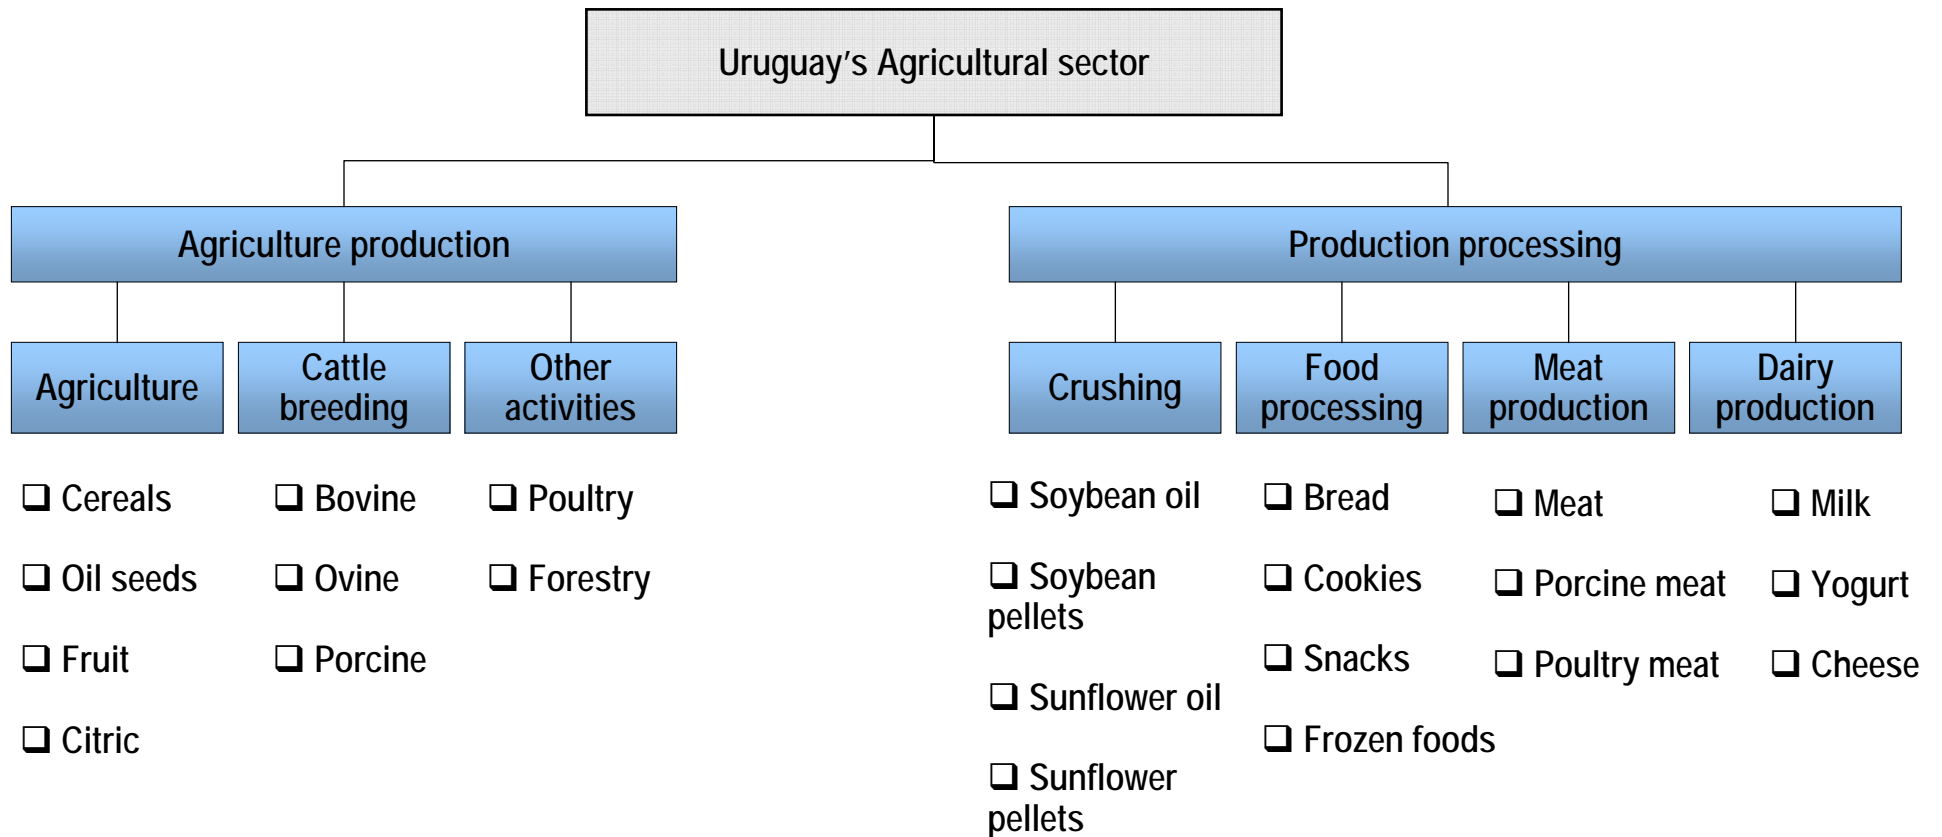 Uruguay's Agricultural sector
Agriculture production
Agriculture
❑ Cereals
❑ Oil seeds
❑ Fruit
❑ Citric
Cattle
breeding
❑ Bovine
❑ Ovine
❑ Porcine
Other
activities
❑ Poultry
❑ Forestry
Production processing
Crushing
❑ Soybean oil
❑ Soybean
pellets
❑ Sunflower oil
❑ Sunflower
pellets
Food
processing
❑ Bread
❑ Cookies
❑ Snacks
❑ Frozen foods
Meat
production
❑ Meat
❑ Porcine meat
❑ Poultry meat
Dairy
production
❑ Milk
❑ Yogurt
❑ Cheese